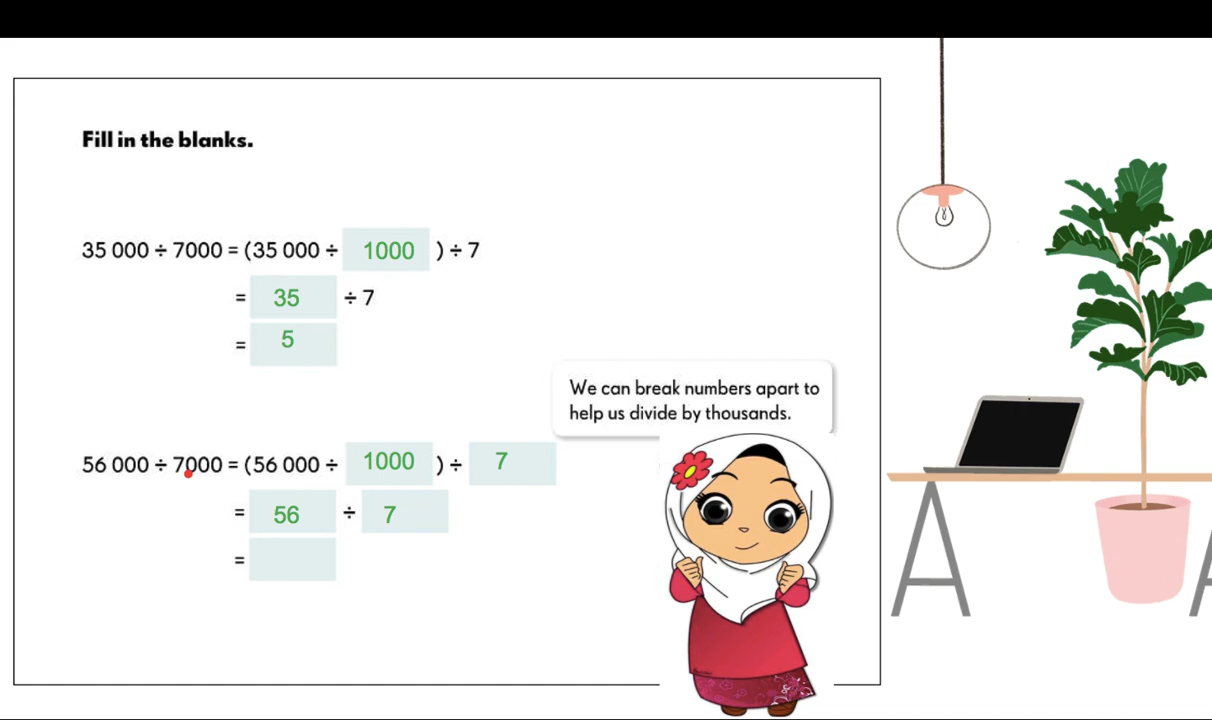 Fill in the blanks.
35 000 ÷ 7000 = (35 000 ÷ 1000 ) ÷ 7
= 35 ÷ 7
= 5
We can break numbers apart to
help us divide by thousands.
56 000 ÷ 7000 = (56 000 ÷ 1000 ) ÷ 7
= 56 ÷ 7
=